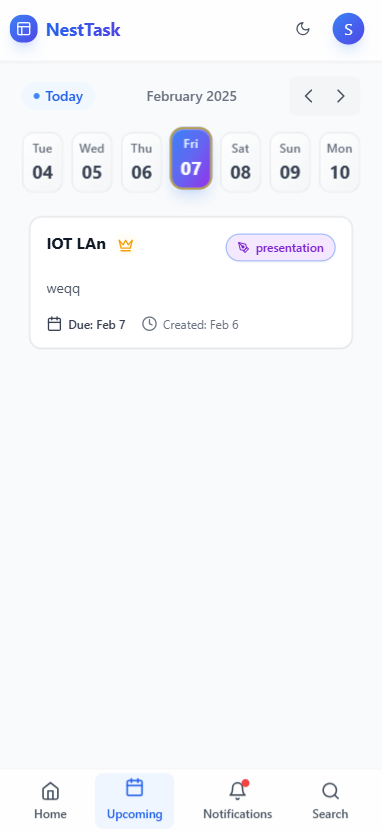 NestTask
S
Today
February 2025
Tue Wed Thu Fri Sat Sun Mon
04 05 06 07 08 09 10
IOT LAn
presentation
weqq
Due: Feb 7 Created: Feb 6
Home Upcoming Notifications Search